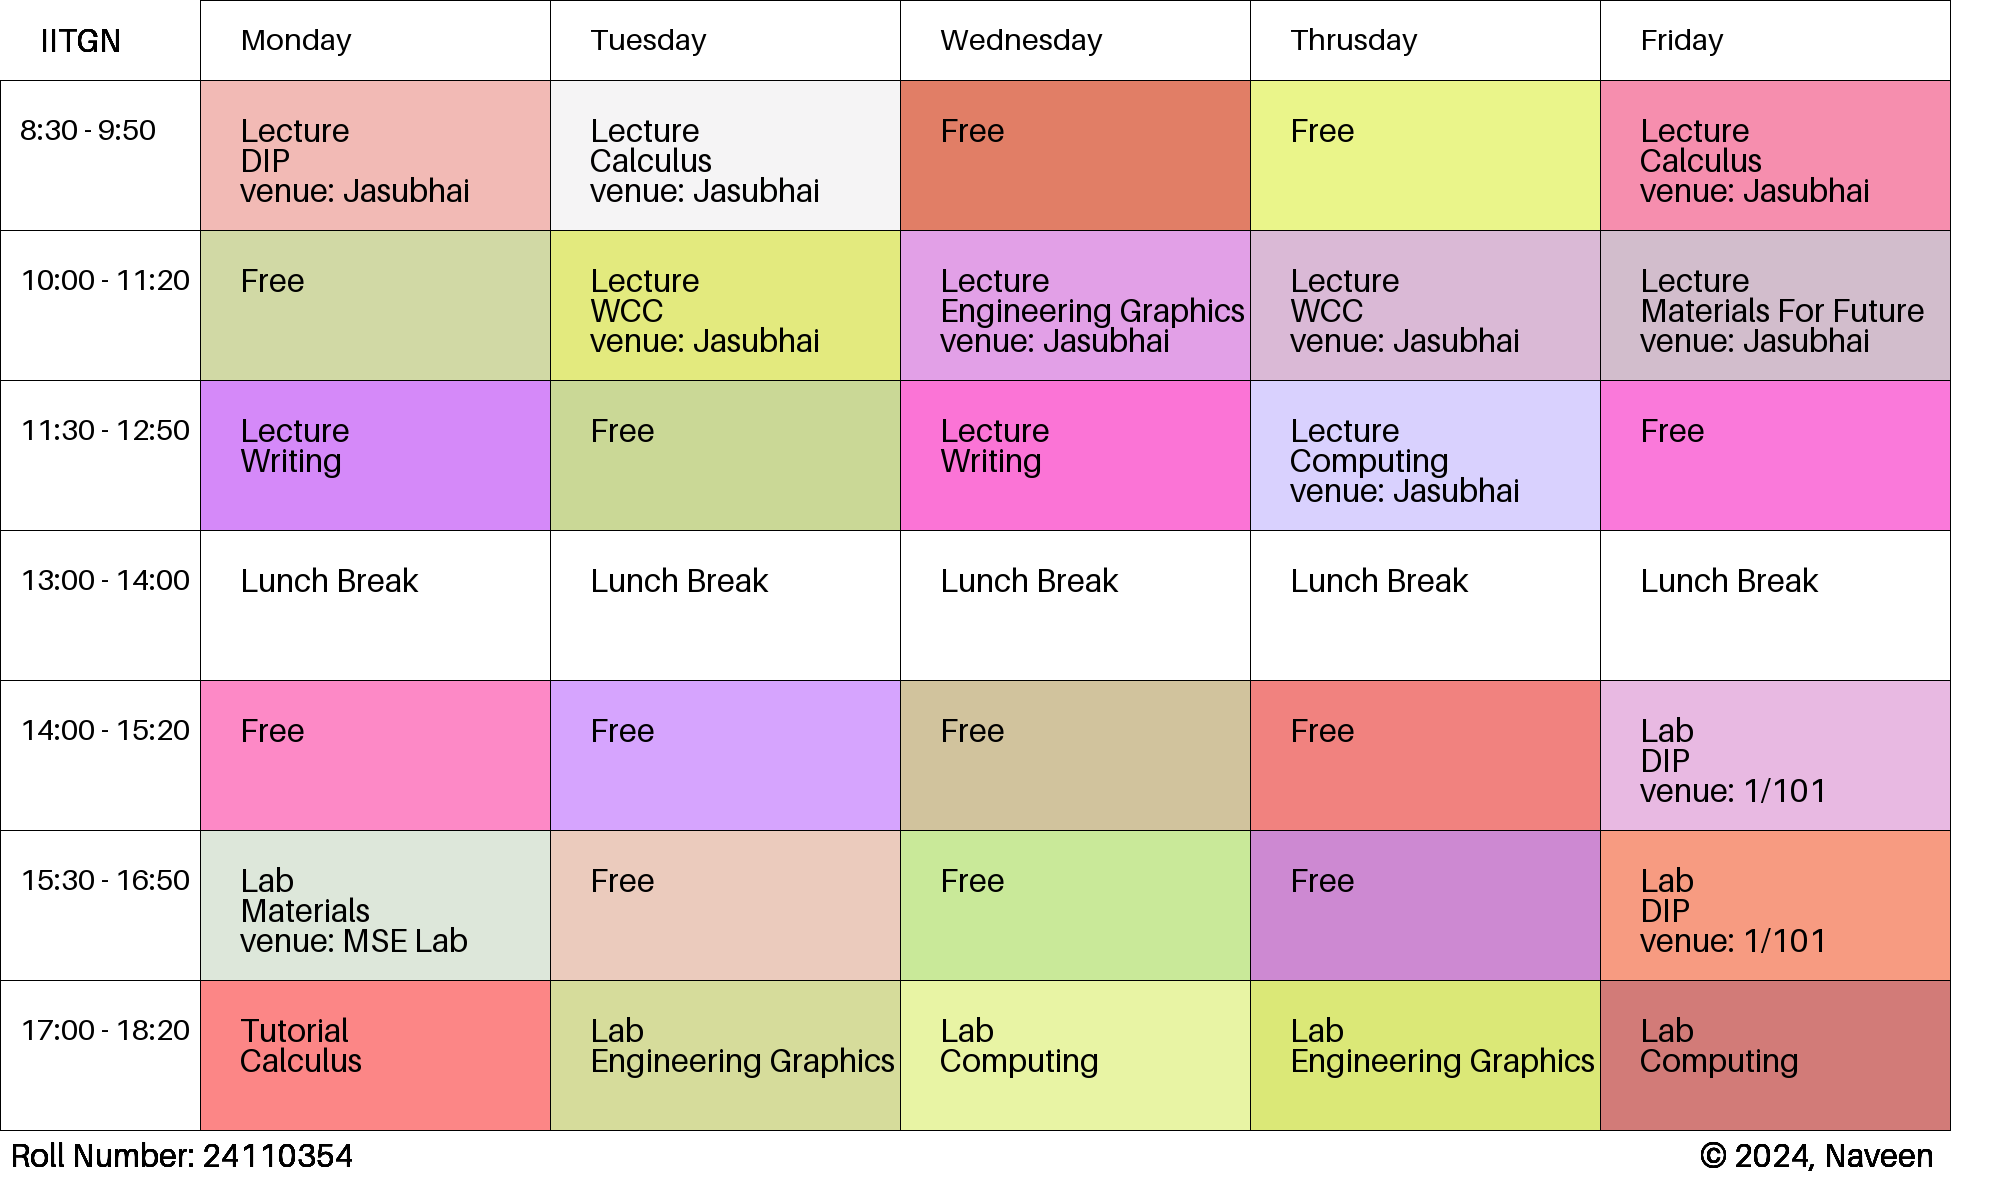 IITGN Monday Tuesday Wednesday Thrusday Friday
8:30 - 9:50
Lecture
DIP
venue: Jasubhai
Lecture
Calculus
venue: Jasubhai
Free
Free
Lecture
Calculus
venue: Jasubhai
10:00 - 11:20
Free
Lecture
WCC
venue: Jasubhai
Lecture
Engineering Graphics
venue: Jasubhai
Lecture
WCC
venue: Jasubhai
Lecture
Materials For Future
venue: Jasubhai
11:30 - 12:50
Lecture
Writing
Free
Lecture
Writing
Lecture
Computing
venue: Jasubhai
Free
13:00 - 14:00
Lunch Break
Lunch Break
Lunch Break
Lunch Break
Lunch Break
14:00 - 15:20
Free
Free
Free
Free
Lab
DIP
venue: 1/101
15:30 - 16:50
Lab
Materials
venue: MSE Lab
Free
Free
Free
Lab
DIP
venue: 1/101
17:00 - 18:20
Tutorial
Calculus
Lab
Engineering Graphics
Lab
Computing
Lab
Engineering Graphics
Lab
Computing
Roll Number: 24110354
© 2024, Naveen